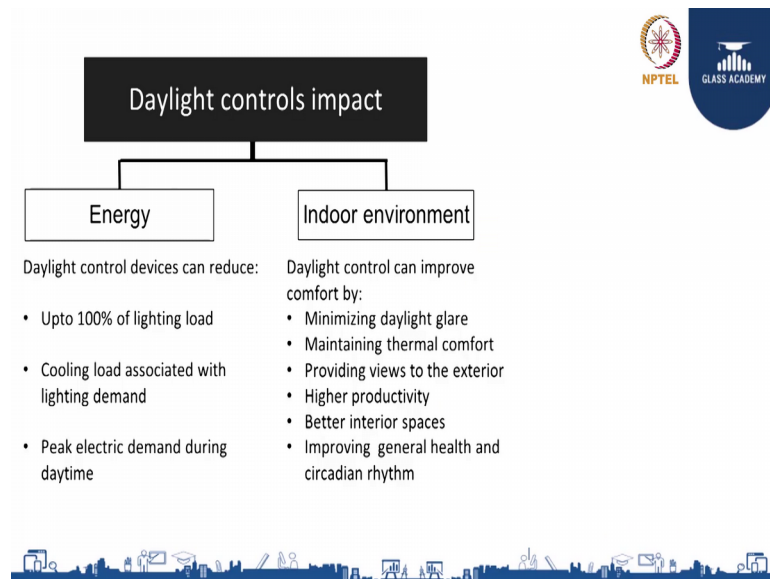 NPTEL
GLASS ACADEMY
Daylight controls impact
Energy
Daylight control devices can reduce:
• Upto 100% of lighting load
• Cooling load associated with
lighting demand
• Peak electric demand during
daytime
Indoor environment
Daylight control can improve
comfort by:
• Minimizing daylight glare
• Maintaining thermal comfort
• Providing views to the exterior
• Higher productivity
• Better interior spaces
• Improving general health and
circadian rhythm